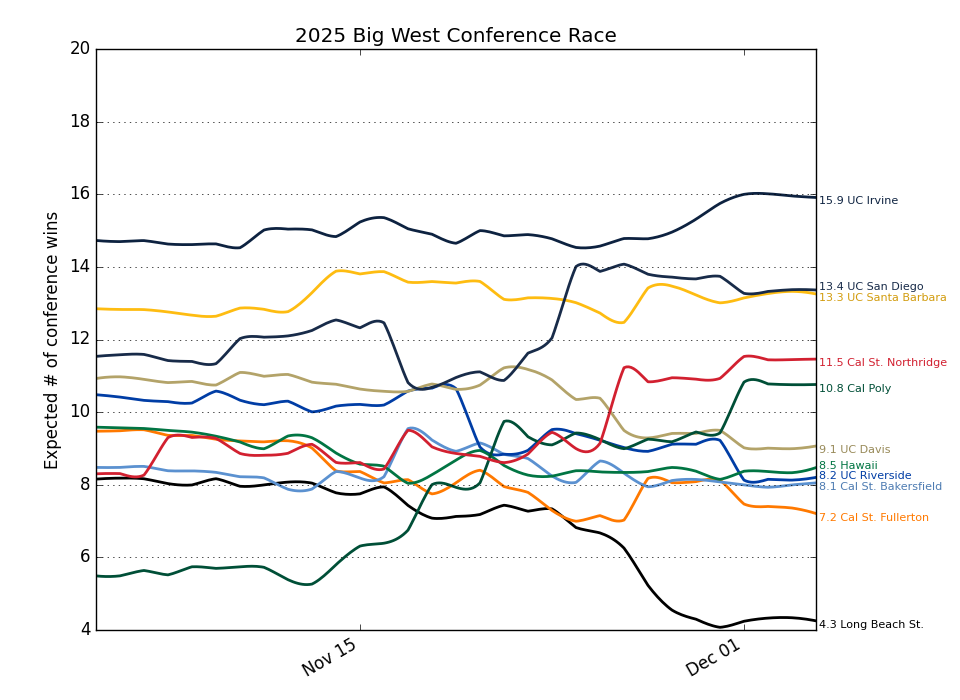 2025 Big West Conference Race
Expected # of conference wins
20
18
16
14
12
10
8
6
4
Nov 15
Dec 01
15.9 UC Irvine
13.4 UC San Diego
13.3 UC Santa Barbara
11.5 Cal St. Northridge
10.8 Cal Poly
9.1 UC Davis
8.5 Hawaii
8.2 UC Riverside
8.1 Cal St. Bakersfield
7.2 Cal St. Fullerton
4.3 Long Beach St.